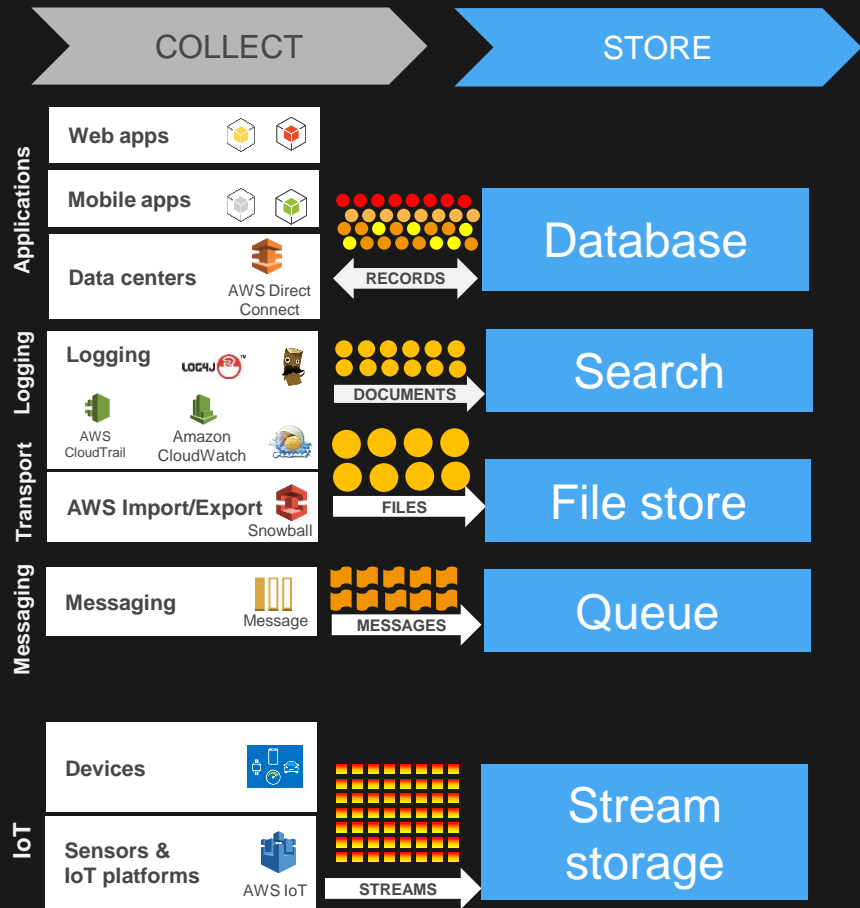 COLLECT
STORE
Applications
Web apps
Mobile apps
Data centers
AWS Direct
Connect
RECORDS
Database
Logging
Logging
LOG4J
TM
AWS
CloudTrail
Amazon
CloudWatch
DOCUMENTS
Search
Transport
AWS Import/Export
Snowball
FILES
File store
Messaging
Messaging
Message
MESSAGES
Queue
IoT
Devices
Sensors &
IoT platforms
AWS IoT
STREAMS
Stream
storage